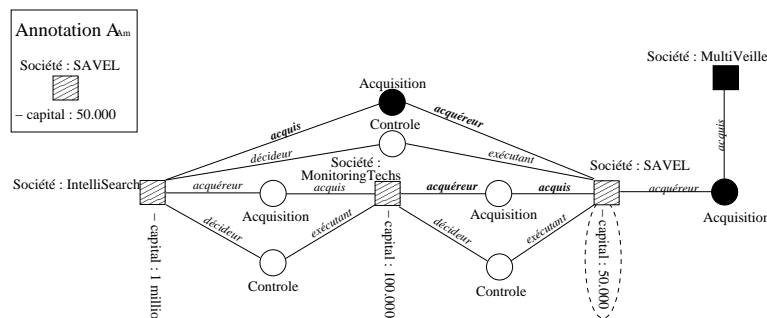 Annotation A Am
Société : SAVEL
– capital : 50.000
Société : MultiVeille
Acquisition
acquis
acquéreur
Controle
acquis
décideur
exécutant
Société :
MonitoringTechs
Société : SAVEL
Société : IntelliSearch
acquéreur
acquis
acquéreur
acquis
acquéreur
Acquisition
Acquisition
Acquisition
décideur
exécutant
décideur
exécutant
Controle
Controle
– capital : 1 millio
– capital : 100.000
– capital : 50.000